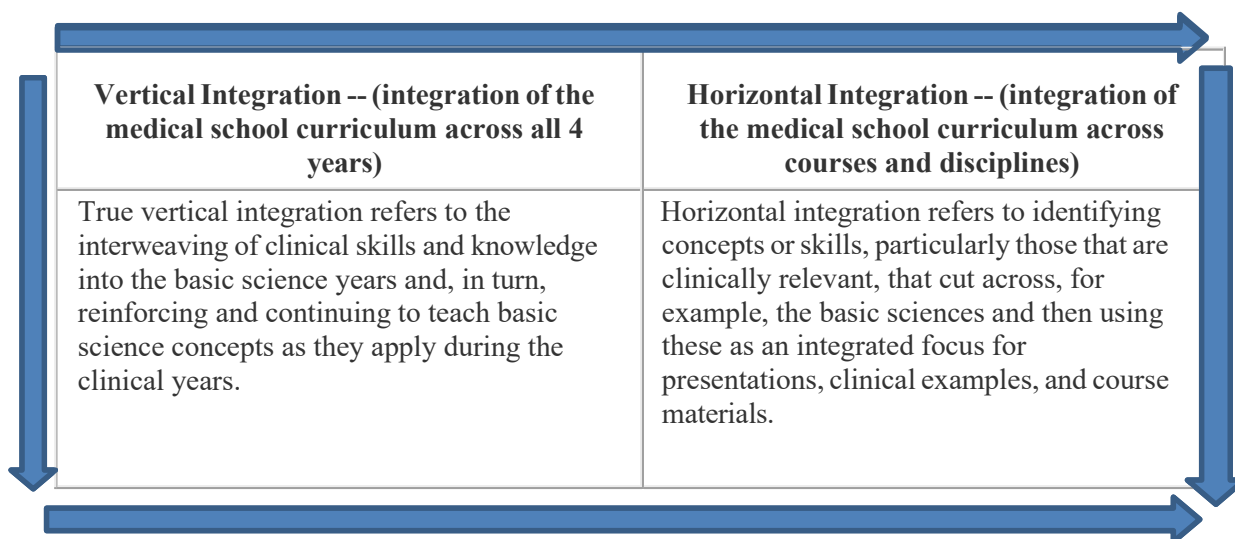 Vertical Integration -- (integration of the
medical school curriculum across all 4
years)
True vertical integration refers to the
interweaving of clinical skills and knowledge
into the basic science years and, in turn,
reinforcing and continuing to teach basic
science concepts as they apply during the
clinical years.
Horizontal Integration -- (integration of
the medical school curriculum across
courses and disciplines)
Horizontal integration refers to identifying
concepts or skills, particularly those that are
clinically relevant, that cut across, for
example, the basic sciences and then using
these as an integrated focus for
presentations, clinical examples, and course
materials.